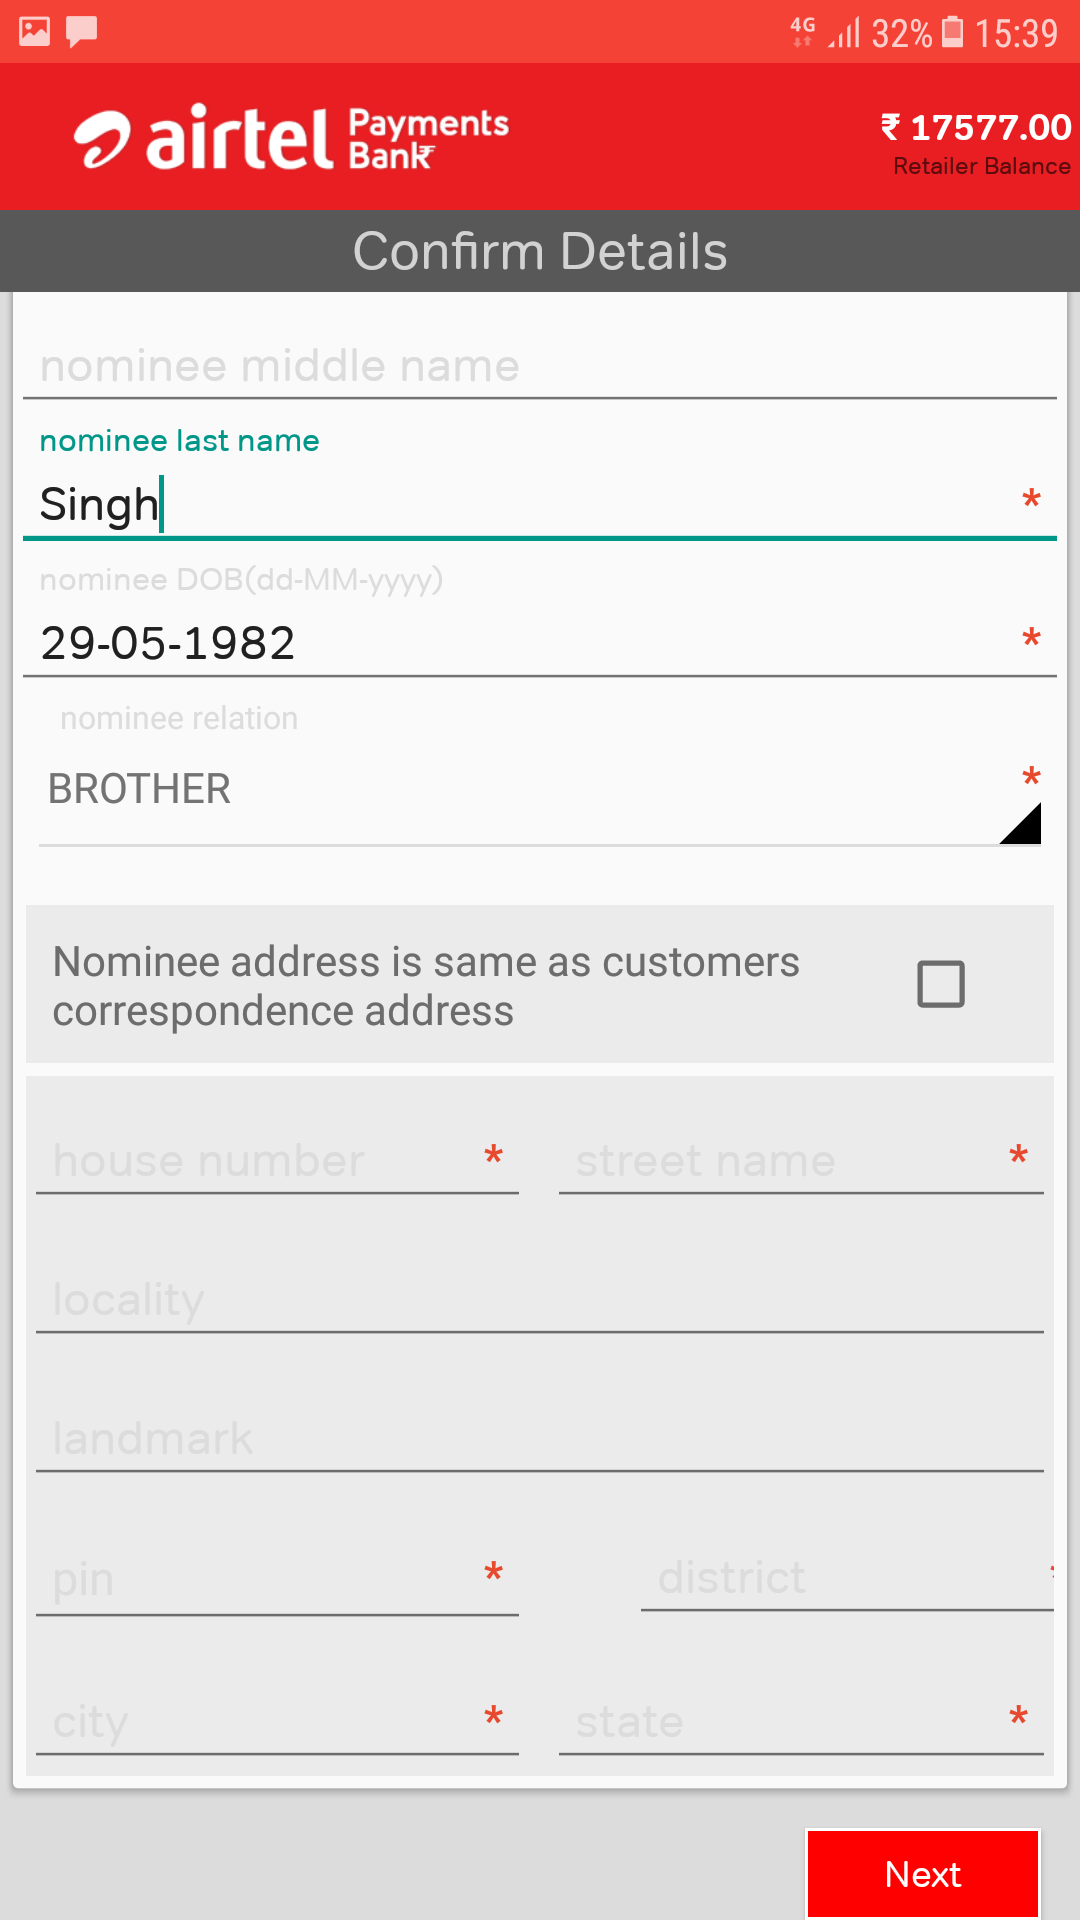 4G 32% 15:39
airtel Payments Bank
₹ 17577.00
Retailer Balance
Confirm Details
nominee middle name
nominee last name
Singh *
nominee DOB(dd-MM-yyyy)
29-05-1982 *
nominee relation
BROTHER *
Nominee address is same as customers
correspondence address
house number * street name *
locality
landmark
pin * district *
city * state *
Next